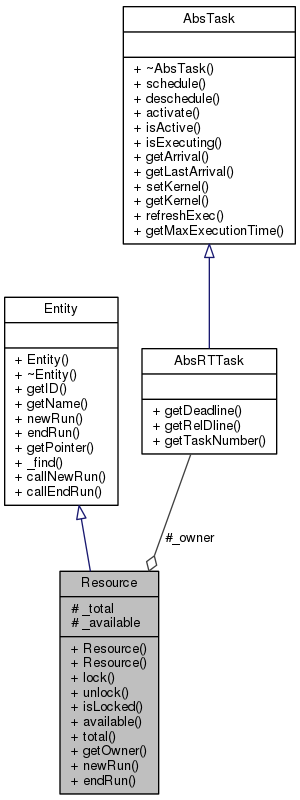 AbsTask
+ ~AbsTask()
+ schedule()
+ deschedule()
+ activate()
+ isActive()
+ isExecuting()
+ getArrival()
+ getLastArrival()
+ setKernel()
+ getKernel()
+ refreshExec()
+ getMaxExecutionTime()
Entity
+ Entity()
+ ~Entity()
+ getID()
+ getName()
+ newRun()
+ endRun()
+ getPointer()
+ _find()
+ callNewRun()
+ callEndRun()
AbsRTTask
+ getDeadline()
+ getRelDline()
+ getTaskNumber()
#_owner
Resource
# _total
# _available
+ Resource()
+ Resource()
+ lock()
+ unlock()
+ isLocked()
+ available()
+ total()
+ getOwner()
+ newRun()
+ endRun()